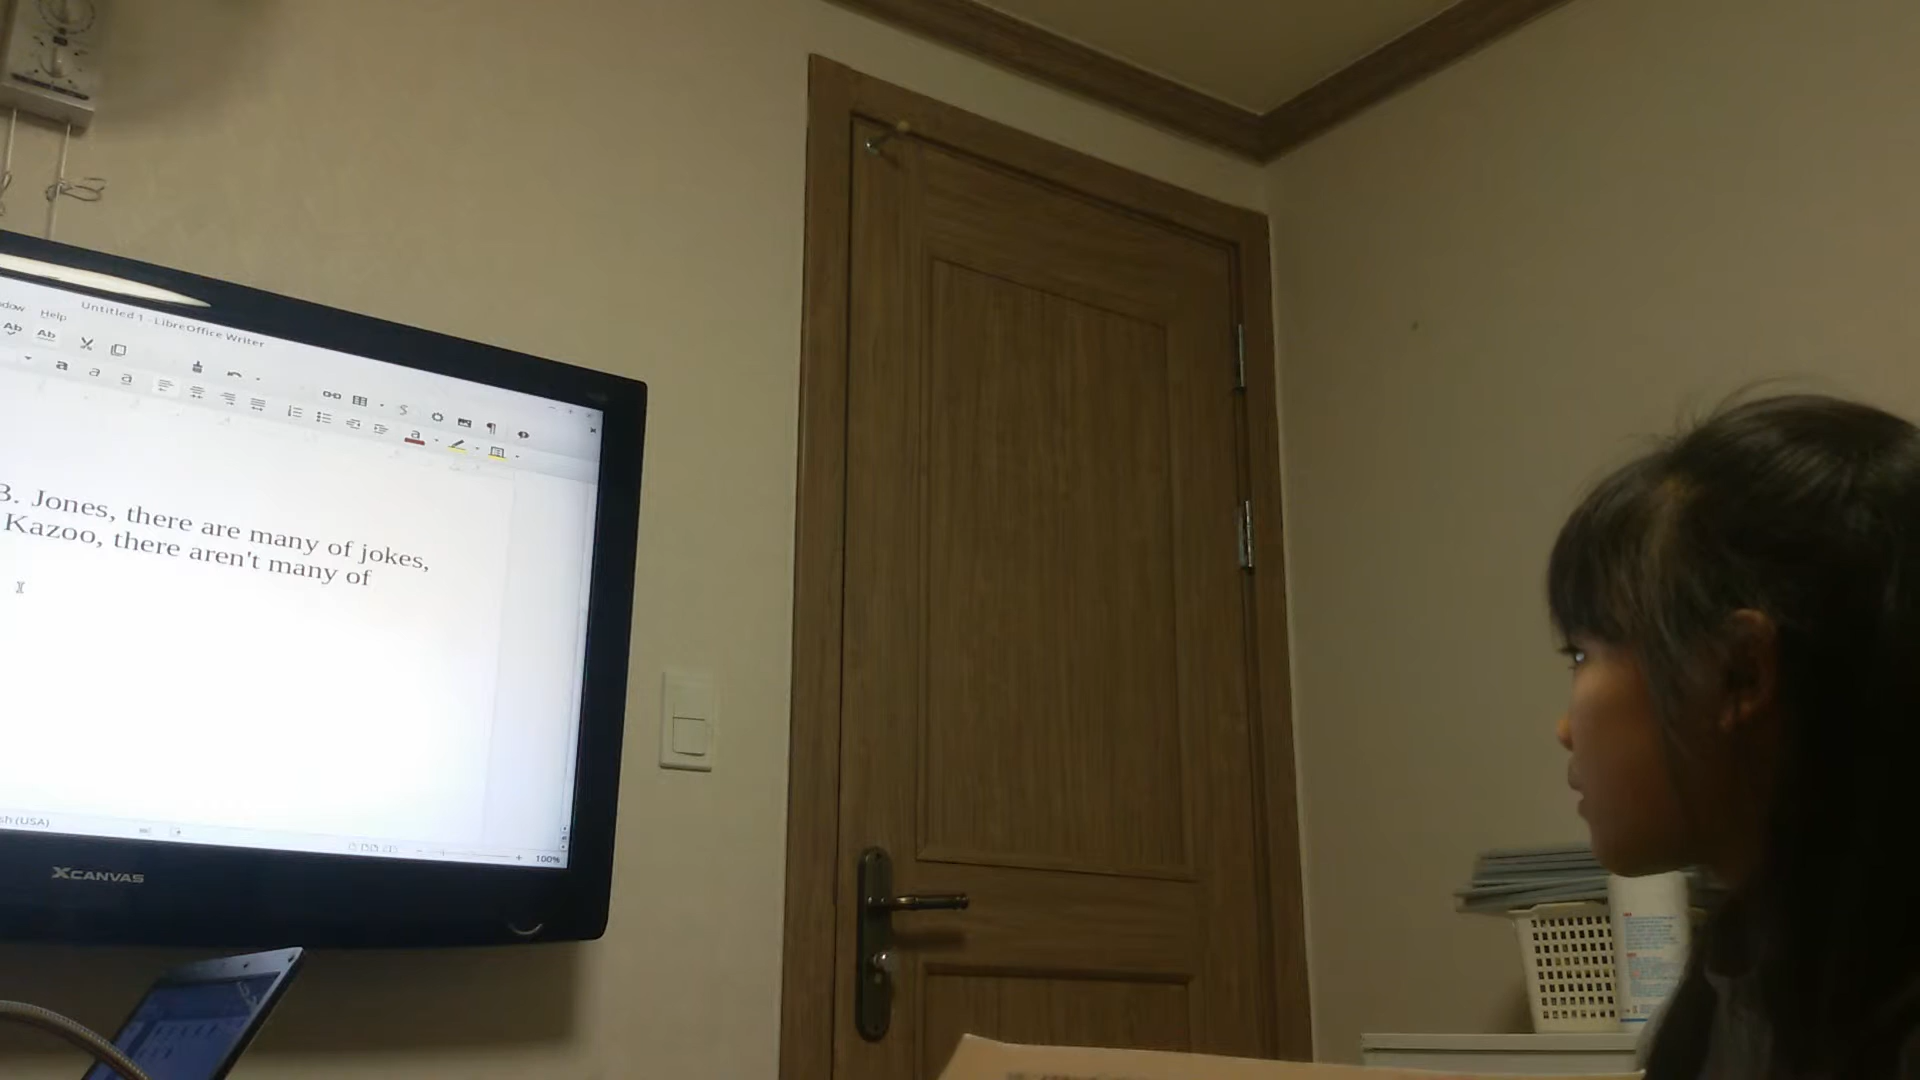 Help
Untitled 1 - LibreOffice Writer
B. Jones, there are many of jokes,
Kazoo, there aren't many of
(USA)
100%
XCANVAS